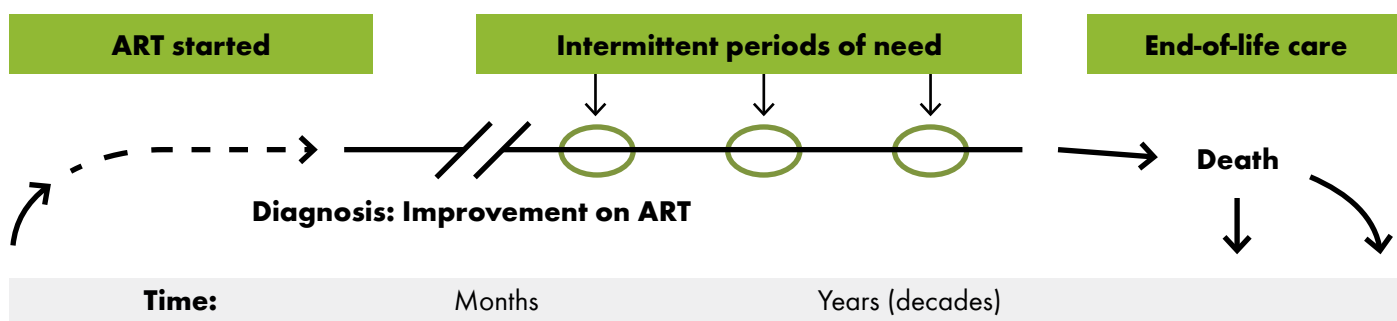 ART started
Intermittent periods of need
End-of-life care
Death
Diagnosis: Improvement on ART
Time:
Months
Years (decades)